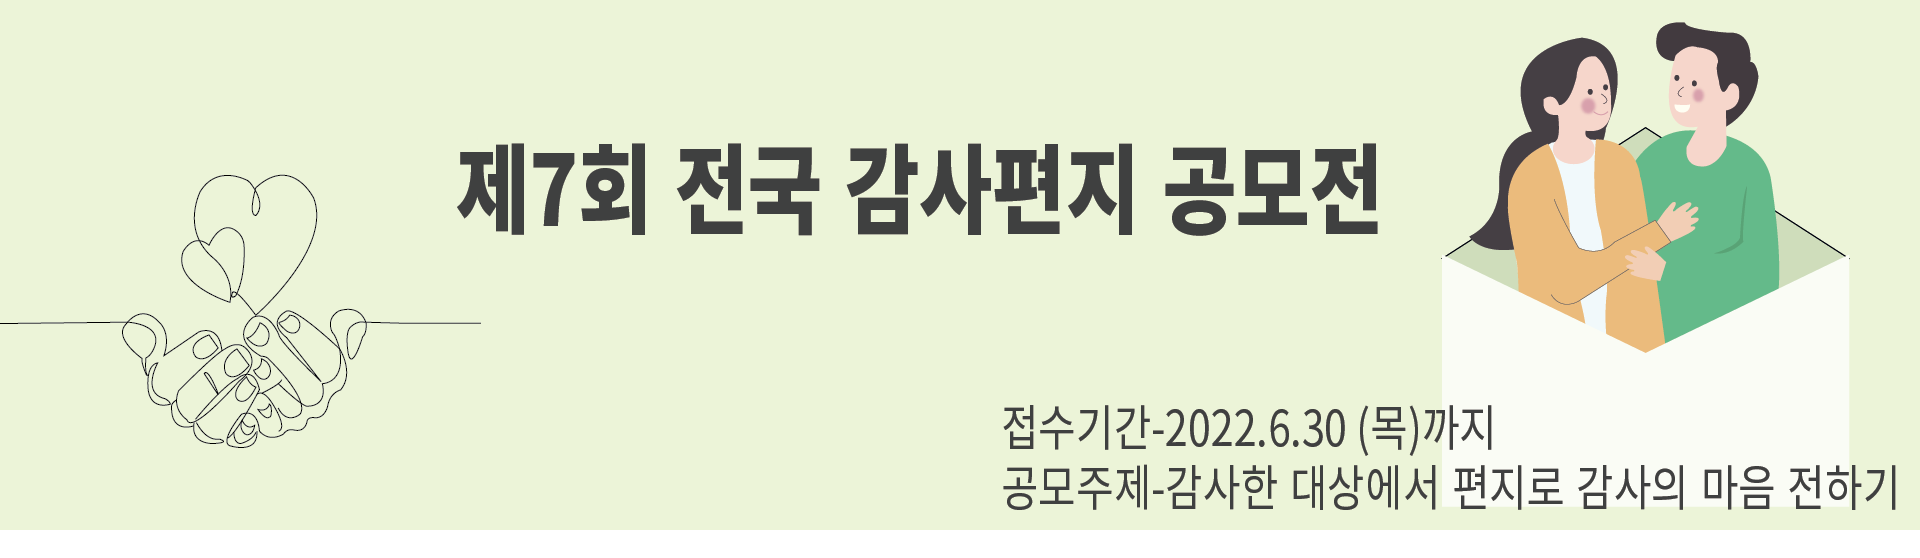 제7회 전국 감사편지 공모전
접수기간-2022.6.30 (목)까지
공모주제-감사한 대상에서 편지로 감사의 마음 전하기